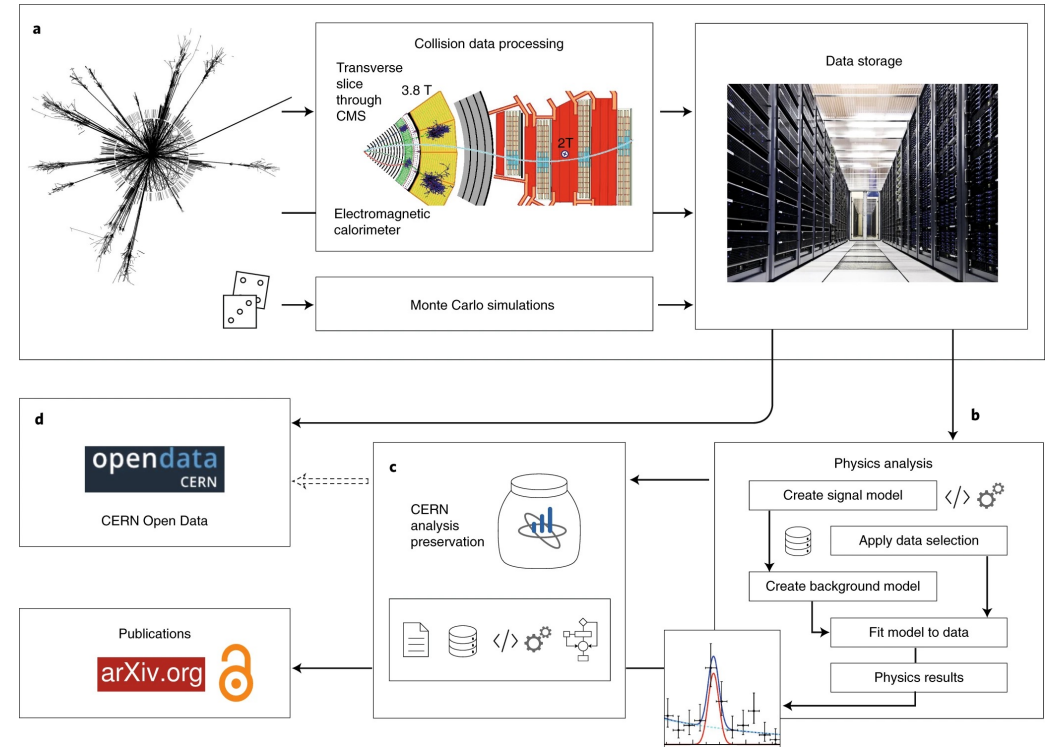 a
Collision data processing
Transverse
slice
through
CMS
3.8 T
2T
Electromagnetic
calorimeter
Data storage
Monte Carlo simulations
b
Physics analysis
Create signal model
</>
Apply data selection
Create background model
Fit model to data
Physics results
c
CERN
analysis
preservation
</>
d
opendata
CERN
CERN Open Data
Publications
arXiv.org